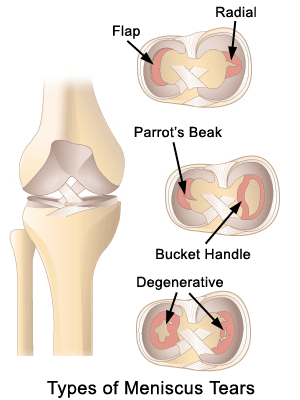 Radial
Flap
Parrot's Beak
Bucket Handle
Degenerative
Types of Meniscus Tears